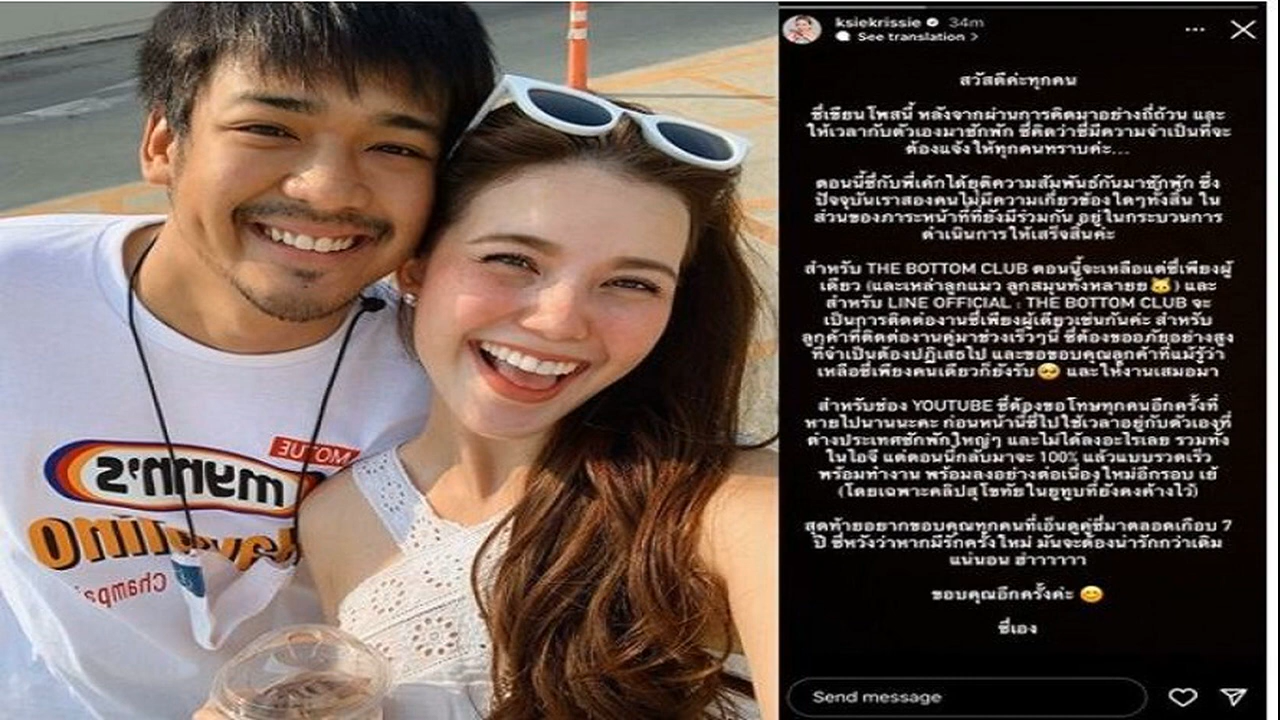 mynn's
MOTUE
Champa
ksiekrissie 34m
See translation >
สวัสดีค่ะทุกคน
ซี่เขียนโพสนี้ หลังจากผ่านการคิดมาอย่างถี่ถ้วน และ
ให้เวลากับตัวเองมาซักพัก ซี่คิดว่าซี่มีความจำเป็นที่จะ
ต้องแจ้งให้ทุกคนทราบค่ะ...
ตอนนี้ซี่กับพี่เด้กได้ยุติความสัมพันธ์กันมาซักพัก ซึ่ง
ปัจจุบันเราสองคนไม่มีความเกี่ยวข้องใดๆทั้งสิ้น ใน
ส่วนของภาระหน้าที่ที่ยังมีร่วมกัน อยู่ในกระบวนการ
ดำเนินการให้เสร็จสิ้นค่ะ
สำหรับ THE BOTTOM CLUB ตอนนี้จะเหลือแต่ซี่เพียงผู้
เดียว (และเหล่าลูกแมว ลูกสมุนทั้งหลายย🐱) และ
สำหรับ LINE OFFICIAL : THE BOTTOM CLUB จะ
เป็นการติดต่องานซี่เพียงผู้เดียวเช่นกันค่ะ สำหรับ
ลูกค้าที่ติดต่องานคู่มาช่วงเร็วๆนี้ ซี่ต้องขออภัยอย่างสูง
ที่จำเป็นต้องปฏิเสธไป และขอขอบคุณลูกค้าที่แม้รู้ว่า
เหลือซี่เพียงคนเดียวก็ยังรับ🥺 และให้งานเสมอมา
สำหรับช่อง YOUTUBE ซี่ต้องขอโทษทุกคนอีกครั้งที่
หายไปนานนะคะ ก่อนหน้านี้ซี่ไปใช้เวลาอยู่กับตัวเองที่
ต่างประเทศซักพักใหญ่ๆ และไม่ได้ลงอะไรเลย รวมทั้ง
ในไอจี แต่ตอนนี้กลับมาจะ 100% แล้วแบบรวดเร็ว
พร้อมทำงาน พร้อมลงอย่างต่อเนื่องใหม่อีกรอบ เย้
(โดยเฉพาะคลิปสุโขทัยในยูทูบที่ยังคงค้างไว้)
สุดท้ายอยากขอบคุณทุกคนที่เอ็นดูคู่ซี่มาตลอดเกือบ 7
ปี ซี่หวังว่าหากมีรักครั้งใหม่ มันจะต้องน่ารักกว่าเดิม
แน่นอน ฮ่าาาาาา
ขอบคุณอีกครั้งค่ะ 😊
ซี่เอง
Send message